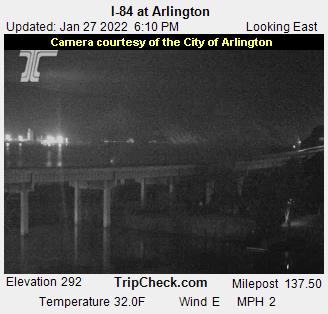 I-84 at Arlington
Updated: Jan 27 2022 6:10 PM Looking East
Camera courtesy of the City of Arlington
Elevation 292 TripCheck.com Milepost 137.50
Temperature 32.0F Wind E MPH 2